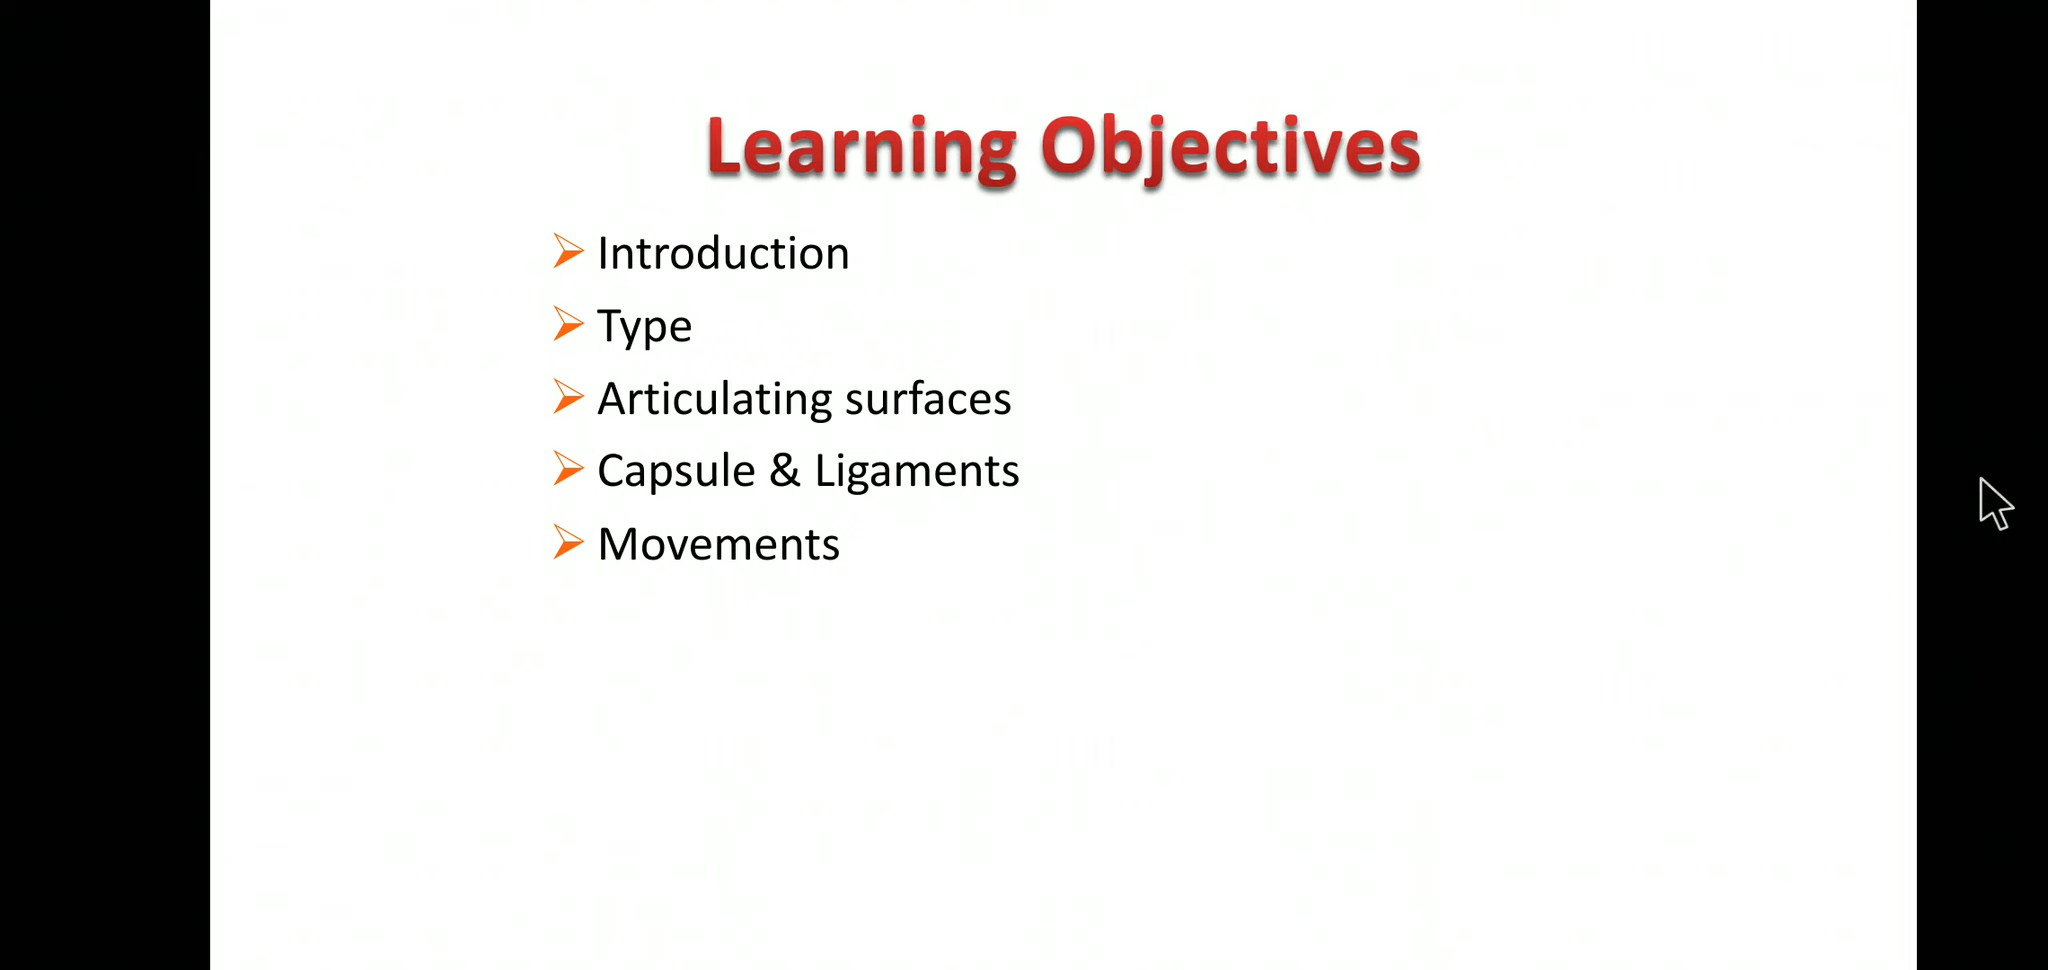 Learning Objectives
Introduction
Type
Articulating surfaces
Capsule & Ligaments
Movements